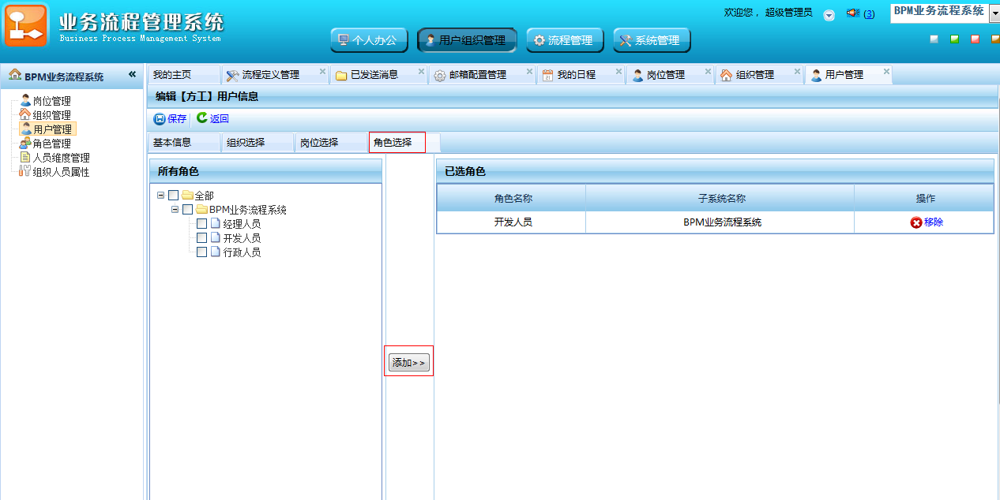 业务流程管理系统
Business Process Management System
欢迎您， 超级管理员
(3)
BPM业务流程系统
个人办公
用户组织管理
流程管理
系统管理
BPM业务流程系统
岗位管理
组织管理
用户管理
角色管理
人员维度管理
组织人员属性
我的主页
流程定义管理
已发送消息
邮箱配置管理
我的日程
岗位管理
组织管理
用户管理
编辑【方工】用户信息
保存
返回
基本信息
组织选择
岗位选择
角色选择
所有角色
全部
BPM业务流程系统
经理人员
开发人员
行政人员
添加>>
已选角色
角色名称 子系统名称 操作
开发人员 BPM业务流程系统 移除